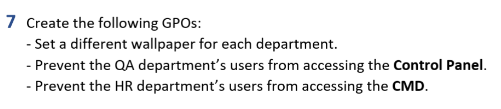 7 Create the following GPOs:
- Set a different wallpaper for each department.
- Prevent the QA department's users from accessing the Control Panel.
- Prevent the HR department's users from accessing the CMD.